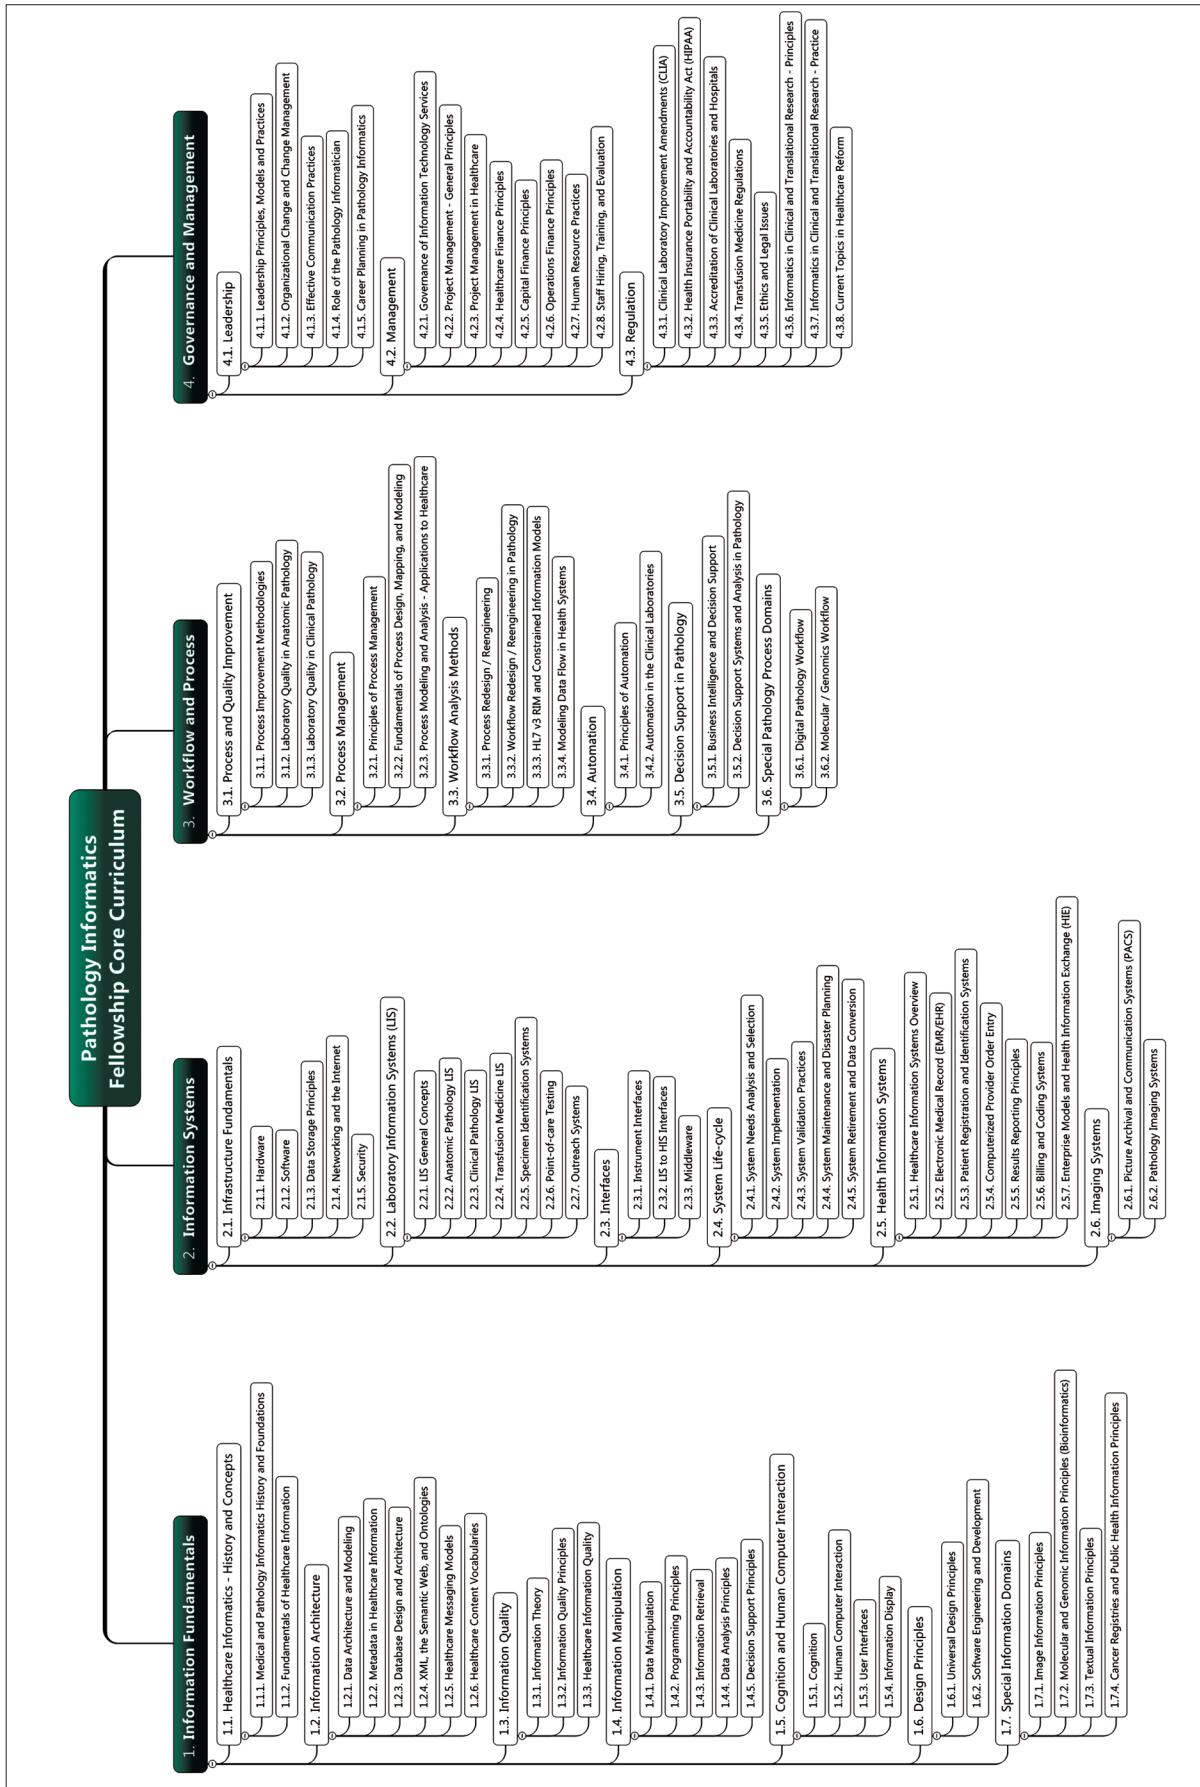 Pathology Informatics
Fellowship Core Curriculum
1. Information Fundamentals
1.1. Healthcare Informatics - History and Concepts
1.1.1. Medical and Pathology Informatics History and Foundations
1.1.2. Fundamentals of Healthcare Information
1.2. Information Architecture
1.2.1. Data Architecture and Modeling
1.2.2. Metadata in Healthcare Information
1.2.3. Database Design and Architecture
1.2.4. XML, the Semantic Web, and Ontologies
1.2.5. Healthcare Messaging Models
1.2.6. Healthcare Content Vocabularies
1.3. Information Quality
1.3.1. Information Theory
1.3.2. Information Quality Principles
1.3.3. Healthcare Information Quality
1.4. Information Manipulation
1.4.1. Data Manipulation
1.4.2. Programming Principles
1.4.3. Information Retrieval
1.4.4. Data Analysis Principles
1.4.5. Decision Support Principles
1.5. Cognition and Human Computer Interaction
1.5.1. Cognition
1.5.2. Human Computer Interaction
1.5.3. User Interfaces
1.5.4. Information Display
1.6. Design Principles
1.6.1. Universal Design Principles
1.6.2. Software Engineering and Development
1.7. Special Information Domains
1.7.1. Image Information Principles
1.7.2. Molecular and Genomic Information Principles (Bioinformatics)
1.7.3. Textual Information Principles
1.7.4. Cancer Registries and Public Health Information Principles
2. Information Systems
2.1. Infrastructure Fundamentals
2.1.1. Hardware
2.1.2. Software
2.1.3. Data Storage Principles
2.1.4. Networking and the Internet
2.1.5. Security
2.2. Laboratory Information Systems (LIS)
2.2.1. LIS General Concepts
2.2.2. Anatomic Pathology LIS
2.2.3. Clinical Pathology LIS
2.2.4. Transfusion Medicine LIS
2.2.5. Specimen Identification Systems
2.2.6. Point-of-care Testing
2.2.7. Outreach Systems
2.3. Interfaces
2.3.1. Instrument Interfaces
2.3.2. LIS to HIS Interfaces
2.3.3. Middleware
2.4. System Life-cycle
2.4.1. System Needs Analysis and Selection
2.4.2. System Implementation
2.4.3. System Validation Practices
2.4.4. System Maintenance and Disaster Planning
2.4.5. System Retirement and Data Conversion
2.5. Health Information Systems
2.5.1. Healthcare Information Systems Overview
2.5.2. Electronic Medical Record (EMR/EHR)
2.5.3. Patient Registration and Identification Systems
2.5.4. Computerized Provider Order Entry
2.5.5. Results Reporting Principles
2.5.6. Billing and Coding Systems
2.5.7. Enterprise Models and Health Information Exchange (HIE)
2.6. Imaging Systems
2.6.1. Picture Archival and Communication Systems (PACS)
2.6.2. Pathology Imaging Systems
3. Workflow and Process
3.1. Process and Quality Improvement
3.1.1. Process Improvement Methodologies
3.1.2. Laboratory Quality in Anatomic Pathology
3.1.3. Laboratory Quality in Clinical Pathology
3.2. Process Management
3.2.1. Principles of Process Management
3.2.2. Fundamentals of Process Design, Mapping, and Modeling
3.2.3. Process Modeling and Analysis - Applications to Healthcare
3.3. Workflow Analysis Methods
3.3.1. Process Redesign / Reengineering
3.3.2. Workflow Redesign / Reengineering in Pathology
3.3.3. HL7 v3 RIM and Constrained Information Models
3.3.4. Modeling Data Flow in Health Systems
3.4. Automation
3.4.1. Principles of Automation
3.4.2. Automation in the Clinical Laboratories
3.5. Decision Support in Pathology
3.5.1. Business Intelligence and Decision Support
3.5.2. Decision Support Systems and Analysis in Pathology
3.6. Special Pathology Process Domains
3.6.1. Digital Pathology Workflow
3.6.2. Molecular / Genomics Workflow
4. Governance and Management
4.1. Leadership
4.1.1. Leadership Principles, Models and Practices
4.1.2. Organizational Change and Change Management
4.1.3. Effective Communication Practices
4.1.4. Role of the Pathology Informatician
4.1.5. Career Planning in Pathology Informatics
4.2. Management
4.2.1. Governance of Information Technology Services
4.2.2. Project Management - General Principles
4.2.3. Project Management in Healthcare
4.2.4. Healthcare Finance Principles
4.2.5. Capital Finance Principles
4.2.6. Operations Finance Principles
4.2.7. Human Resource Practices
4.2.8. Staff Hiring, Training, and Evaluation
4.3. Regulation
4.3.1. Clinical Laboratory Improvement Amendments (CLIA)
4.3.2. Health Insurance Portability and Accountability Act (HIPAA)
4.3.3. Accreditation of Clinical Laboratories and Hospitals
4.3.4. Transfusion Medicine Regulations
4.3.5. Ethics and Legal Issues
4.3.6. Informatics in Clinical and Translational Research - Principles
4.3.7. Informatics in Clinical and Translational Research - Practice
4.3.8. Current Topics in Healthcare Reform